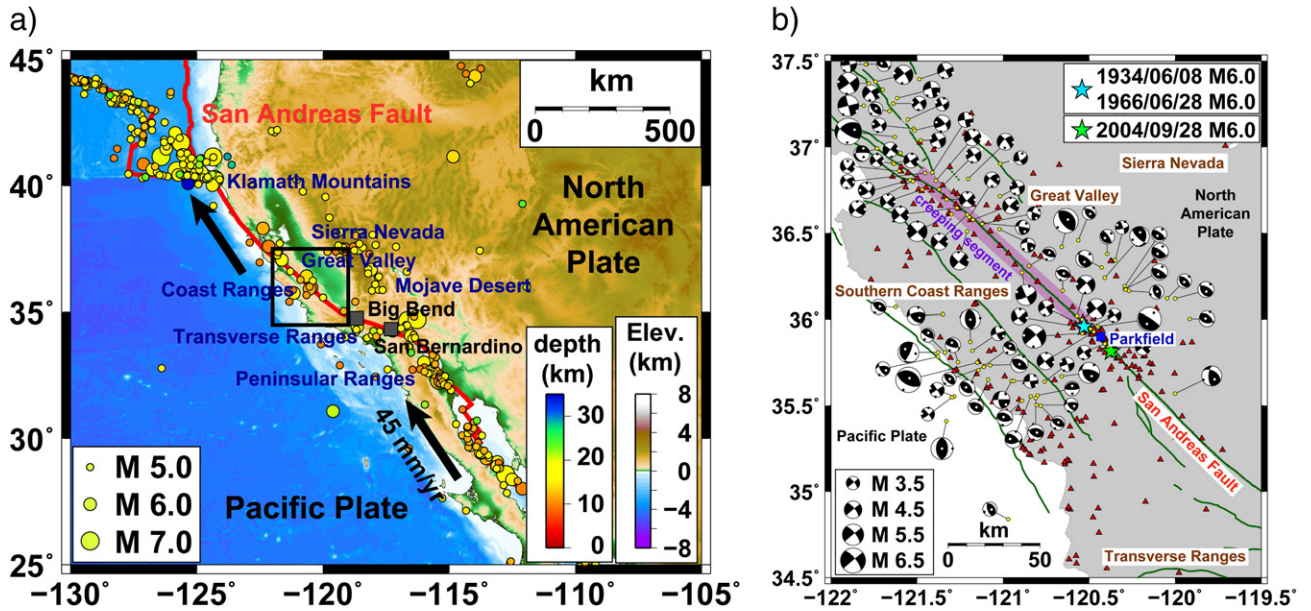 a)
45°
40°
35°
30°
25°
−130°
−125°
−120°
−115°
−110°
−105°
km
0
500
San Andreas Fault
Klamath Mountains
North
American
Plate
Sierra Nevada
Great Valley
Mojave Desert
Coast Ranges
Big Bend
Transverse Ranges
San Bernardino
Peninsular Ranges
45 mm/yr
Pacific Plate
M 5.0
M 6.0
M 7.0
depth
(km)
30
20
10
0
Elev.
(km)
8
4
0
−4
−8
b)
37.5°
37°
36.5°
36°
35.5°
35°
34.5°
−122°
−121.5°
−121°
−120.5°
−120°
−119.5°
1934/06/08 M6.0
1966/06/28 M6.0
2004/09/28 M6.0
Sierra Nevada
Great Valley
North
American
Plate
creeping segment
Southern Coast Ranges
Parkfield
San Andreas Fault
Pacific Plate
M 3.5
M 4.5
M 5.5
M 6.5
km
0
50
Transverse Ranges